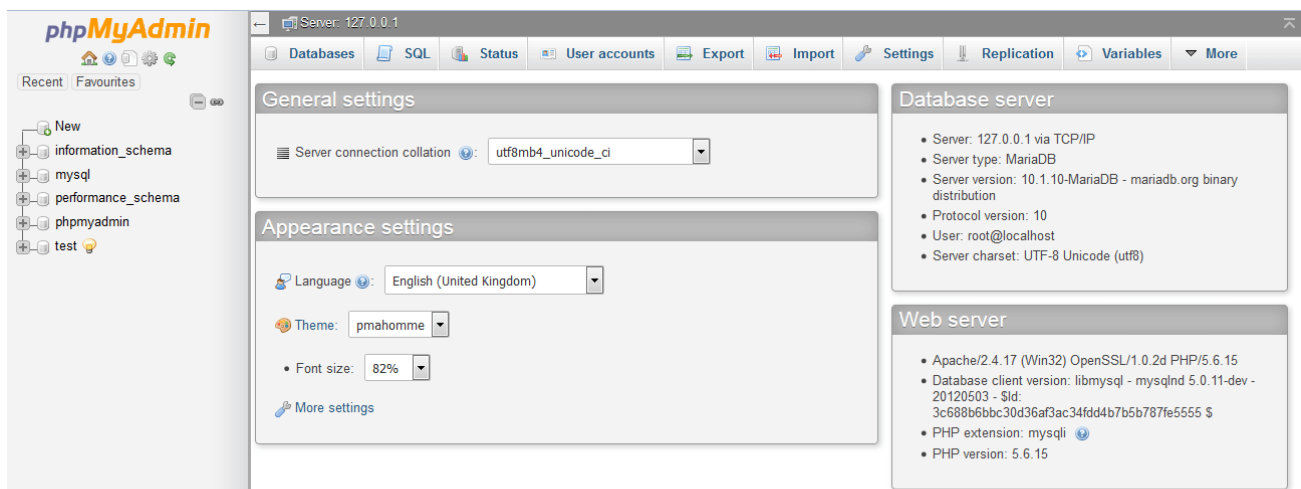 phpMyAdmin
Recent Favourites
New
information_schema
mysql
performance_schema
phpmyadmin
test
Server: 127.0.0.1
Databases SQL Status User accounts Export Import Settings Replication Variables More
General settings
Server connection collation : utf8mb4_unicode_ci
Appearance settings
Language : English (United Kingdom)
Theme: pmahomme
• Font size: 82%
More settings
Database server
• Server: 127.0.0.1 via TCP/IP
• Server type: MariaDB
• Server version: 10.1.10-MariaDB - mariadb.org binary
distribution
• Protocol version: 10
• User: root@localhost
• Server charset: UTF-8 Unicode (utf8)
Web server
• Apache/2.4.17 (Win32) OpenSSL/1.0.2d PHP/5.6.15
• Database client version: libmysql - mysqlnd 5.0.11-dev -
20120503 - $Id:
3c688b6bbc30d36af3ac34fdd4b7b5b787fe5555 $
• PHP extension: mysqli
• PHP version: 5.6.15